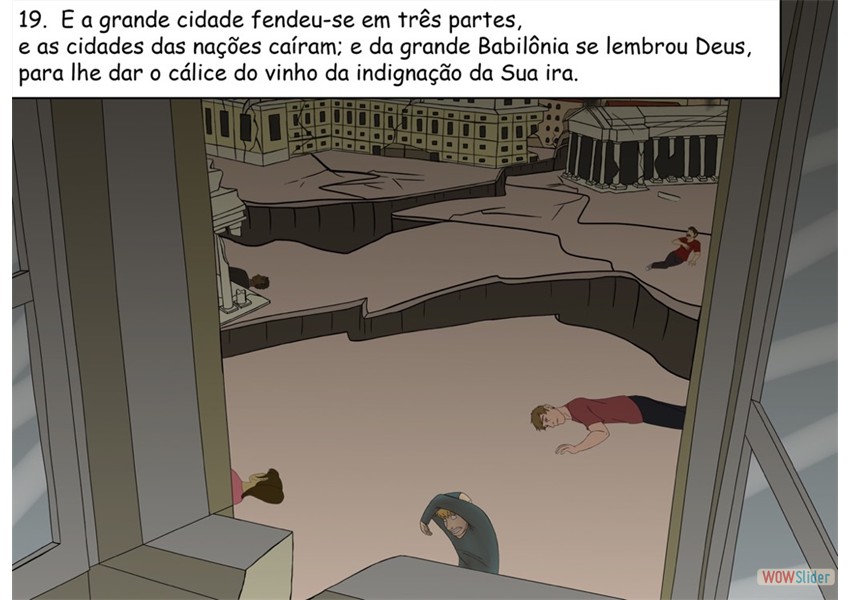 19. E a grande cidade fendeu-se em três partes,
e as cidades das nações caíram; e da grande Babilônia se lembrou Deus,
para lhe dar o cálice do vinho da indignação da Sua ira.
WOWSlider